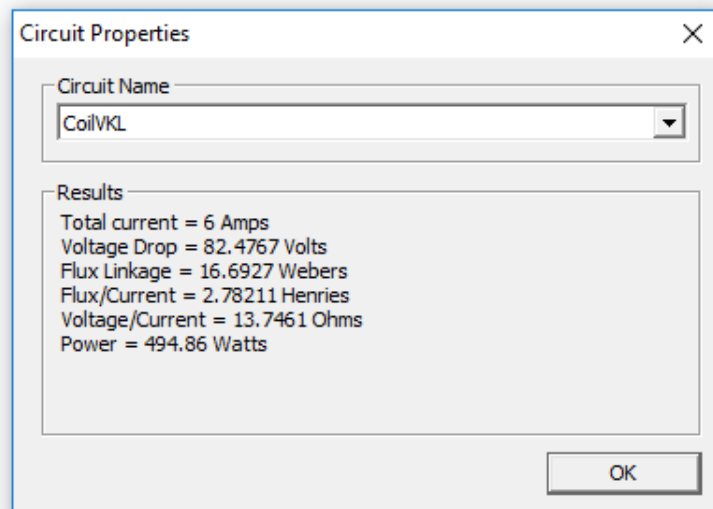 Circuit Properties
Circuit Name
CoilVKL
Results
Total current = 6 Amps
Voltage Drop = 82.4767 Volts
Flux Linkage = 16.6927 Webers
Flux/Current = 2.78211 Henries
Voltage/Current = 13.7461 Ohms
Power = 494.86 Watts
OK